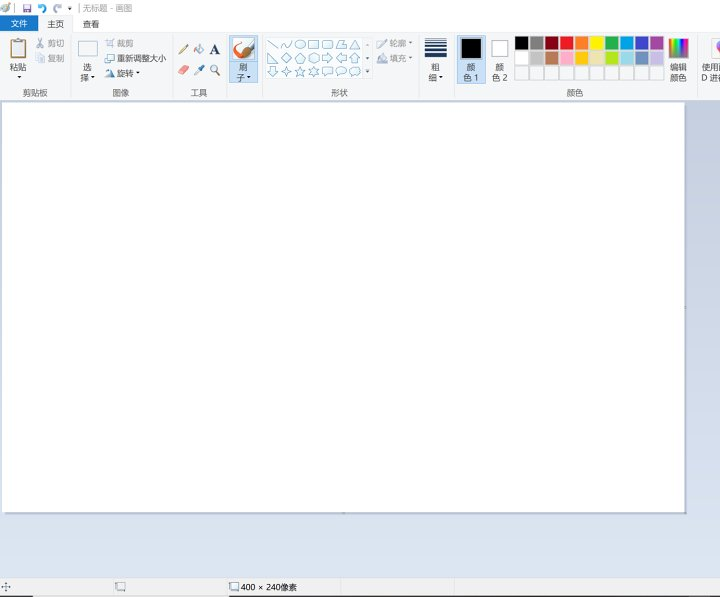 无标题 - 画图
文件 主页 查看
粘贴
剪切
复制
剪贴板
选择
裁剪
重新调整大小
旋转
图像
A
工具
刷子
轮廓
填充
形状
粗细
颜色 1
颜色 2
颜色
编辑颜色
400 × 240像素